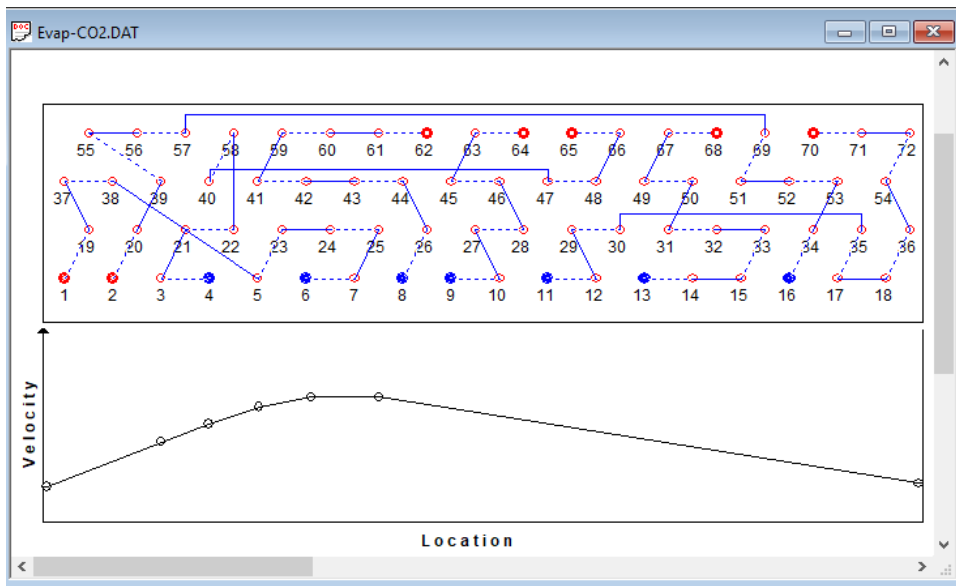 DOC
Evap-CO2.DAT
55 56 57 58 59 60 61 62 63 64 65 66 67 68 69 70 71 72
37 38 39 40 41 42 43 44 45 46 47 48 49 50 51 52 53 54
19 20 21 22 23 24 25 26 27 28 29 30 31 32 33 34 35 36
1 2 3 4 5 6 7 8 9 10 11 12 13 14 15 16 17 18
Velocity
Location